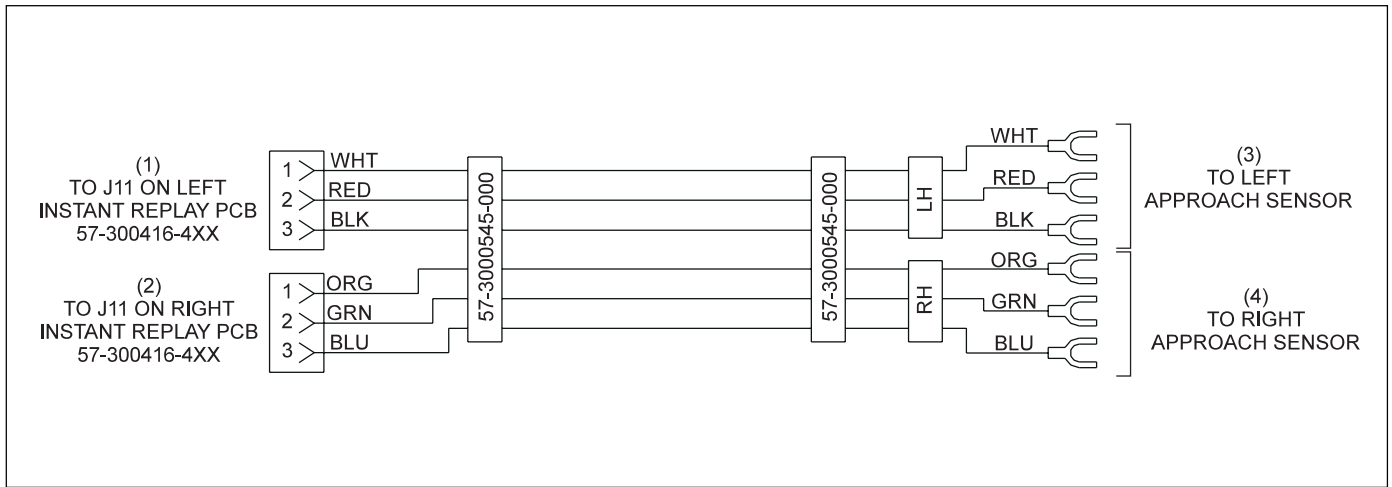 (1)
TO J11 ON LEFT
INSTANT REPLAY PCB
57-300416-4XX
1
2
3
WHT
RED
BLK
(2)
TO J11 ON RIGHT
INSTANT REPLAY PCB
57-300416-4XX
1
2
3
ORG
GRN
BLU
57-3000545-000
57-3000545-000
LH
RH
WHT
RED
BLK
ORG
GRN
BLU
(3)
TO LEFT
APPROACH SENSOR
(4)
TO RIGHT
APPROACH SENSOR